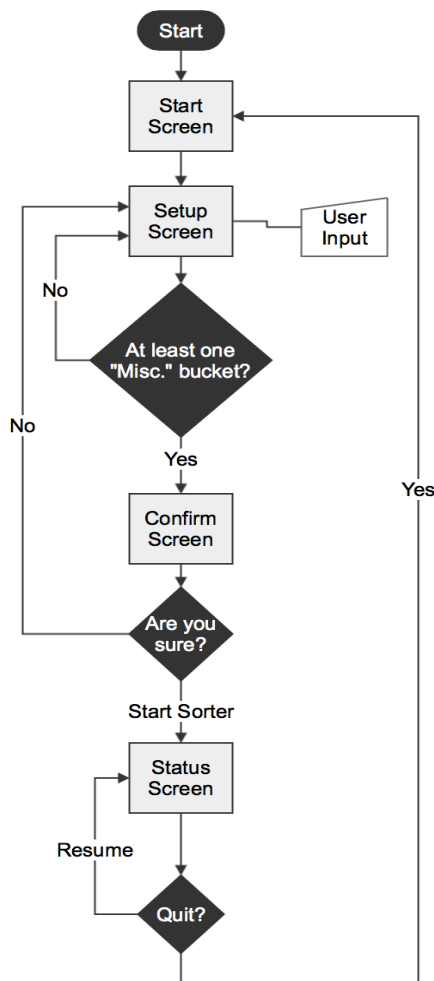 Start
Start
Screen
Setup
Screen
User
Input
No
At least one
"Misc." bucket?
No
Yes
Yes
Confirm
Screen
Are you
sure?
Start Sorter
Status
Screen
Resume
Quit?